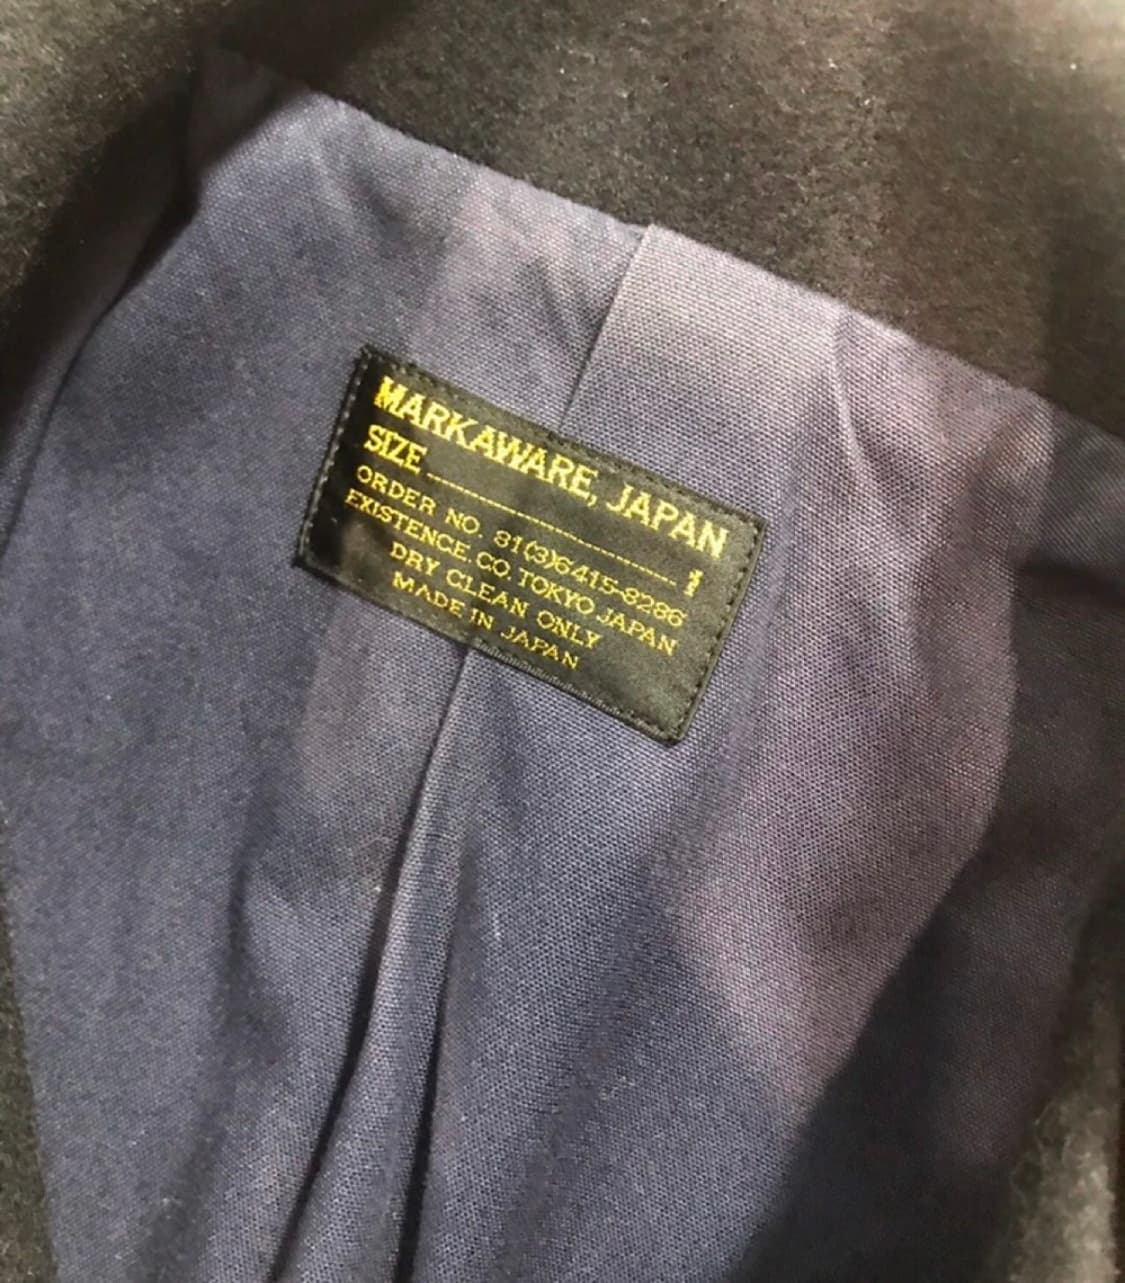 MARKAWARE, JAPAN
SIZE 1
ORDER NO. 81(3)6415-8286
EXISTENCE.CO. TOKYO JAPAN
DRY CLEAN ONLY
MADE IN JAPAN